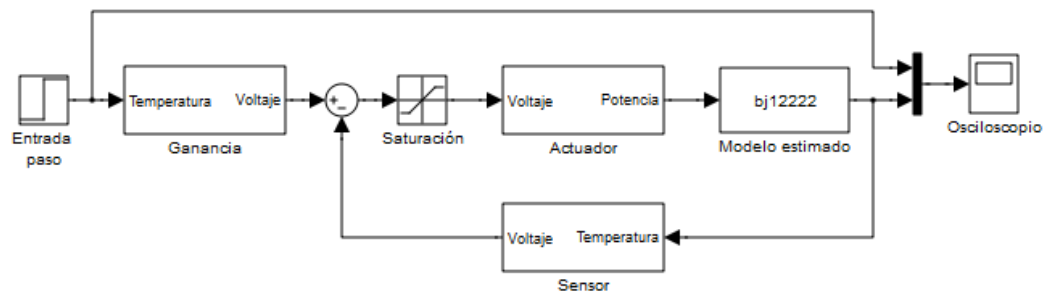 Entrada
paso
Temperatura
Voltaje
Ganancia
+
−
Saturación
Voltaje
Potencia
Actuador
bj12222
Modelo estimado
Osciloscopio
Voltaje
Temperatura
Sensor